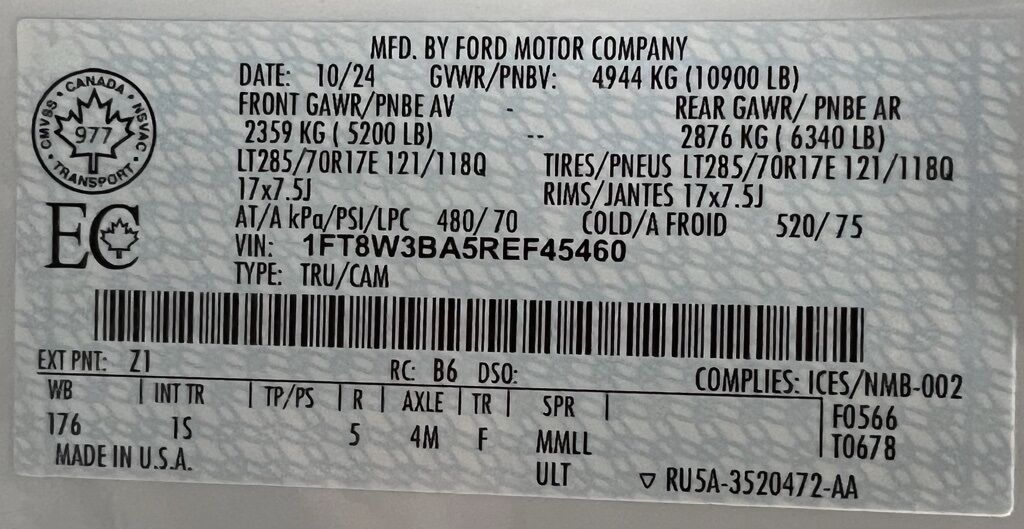 MFD. BY FORD MOTOR COMPANY
DATE: 10/24 GVWR/PNBV: 4944 KG (10900 LB)
FRONT GAWR/PNBE AV - REAR GAWR/ PNBE AR
2359 KG ( 5200 LB) -- 2876 KG ( 6340 LB)
LT285/70R17E 121/118Q TIRES/PNEUS LT285/70R17E 121/118Q
17x7.5J RIMS/JANTES 17x7.5J
AT/A kPa/PSI/LPC 480/ 70 COLD/A FROID 520/ 75
VIN: 1FT8W3BA5REF45460
TYPE: TRU/CAM
CANADA
CMVSS 977 NSVAC
TRANSPORT
EC
EXT PNT: Z1 RC: B6 DSO: COMPLIES: ICES/NMB-002
WB | INT TR | TP/PS | R | AXLE | TR | SPR | F0566
176 1S 5 4M F MMLL T0678
MADE IN U.S.A. ULT ▽ RU5A-3520472-AA